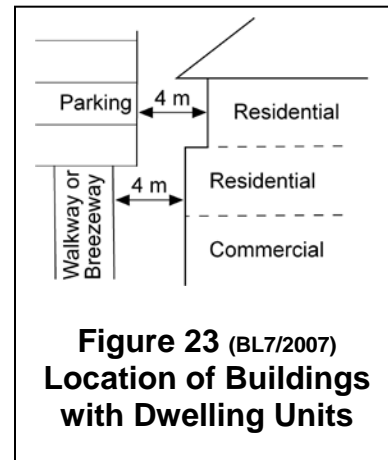 Parking
4 m
Residential
4 m
Walkway or
Breezeway
Residential
Commercial
Figure 23 (BL7/2007)
Location of Buildings
with Dwelling Units